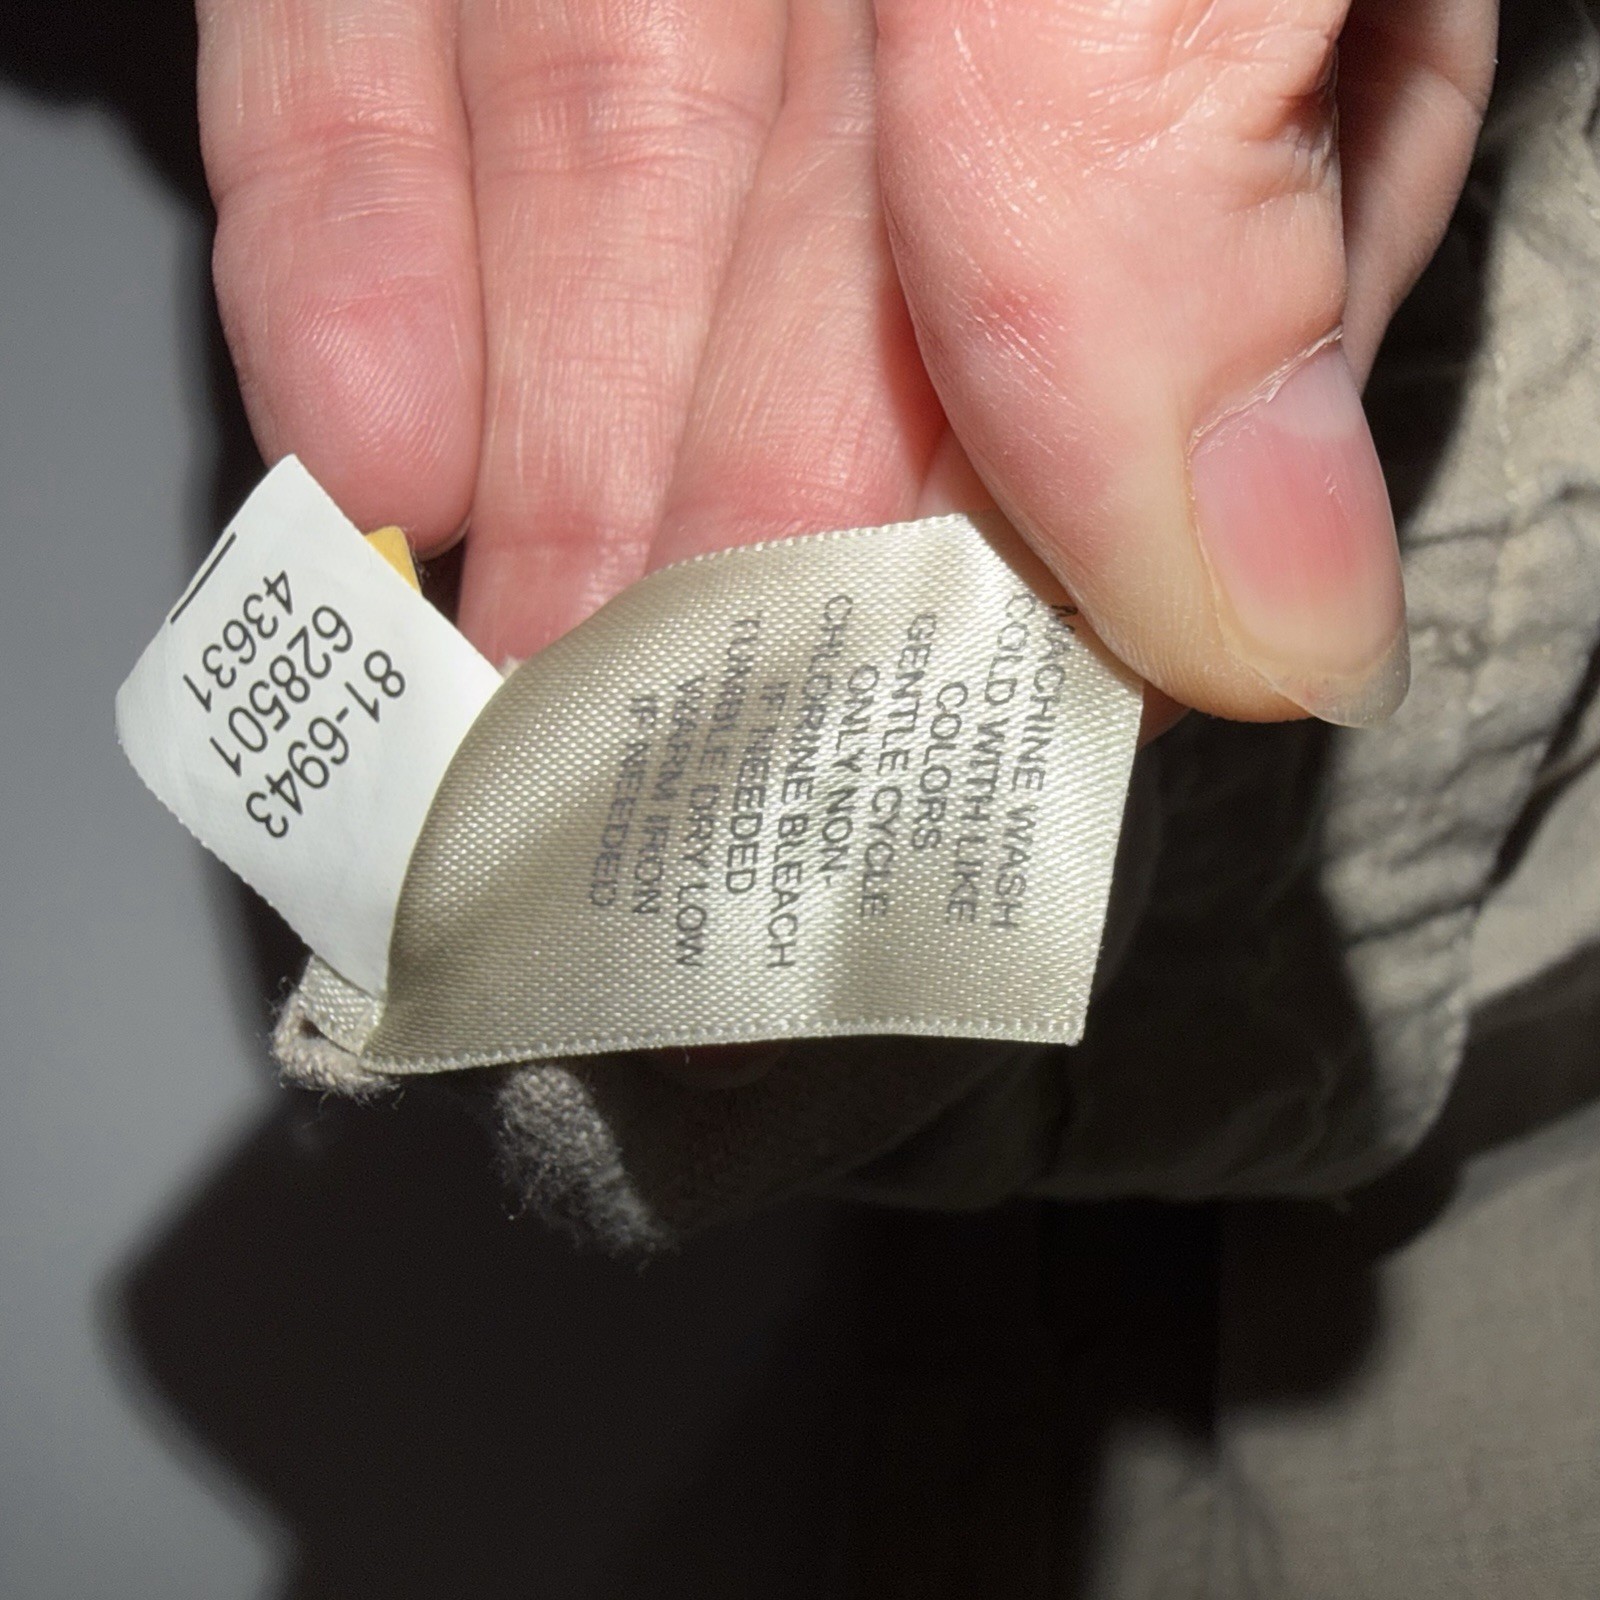 MACHINE WASH
COLD WITH LIKE
COLORS
GENTLE CYCLE
ONLY NON-
CHLORINE BLEACH
IF NEEDED
TUMBLE DRY LOW
WARM IRON
IF NEEDED
81-6943
628501
43631